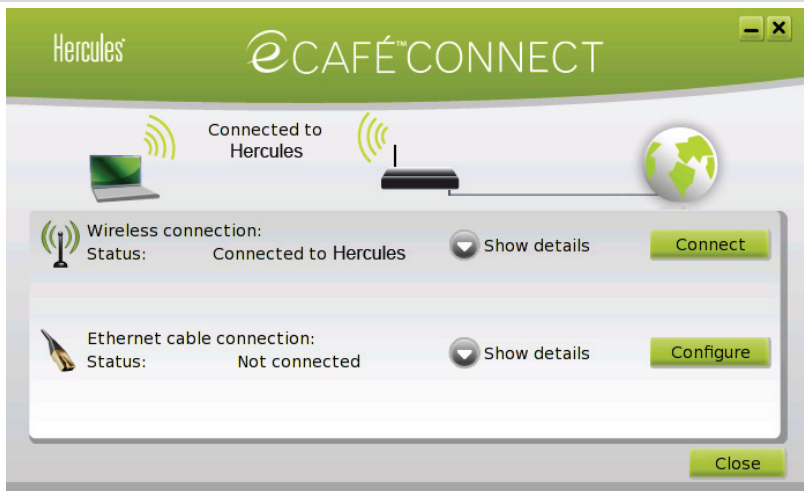 Hercules
eCAFÉ™CONNECT
Connected to
Hercules
Wireless connection:
Status: Connected to Hercules
Show details
Connect
Ethernet cable connection:
Status: Not connected
Show details
Configure
Close